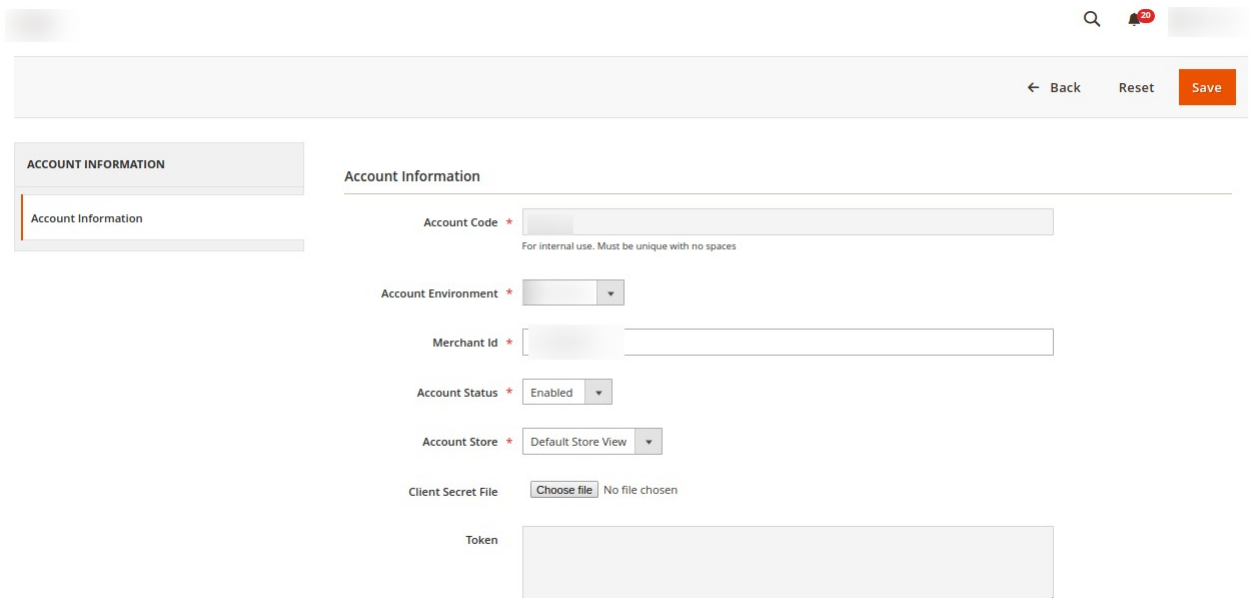 20
← Back Reset Save
ACCOUNT INFORMATION
Account Information
Account Information
Account Code *
For internal use. Must be unique with no spaces
Account Environment *
Merchant Id *
Account Status * Enabled
Account Store * Default Store View
Client Secret File Choose file No file chosen
Token